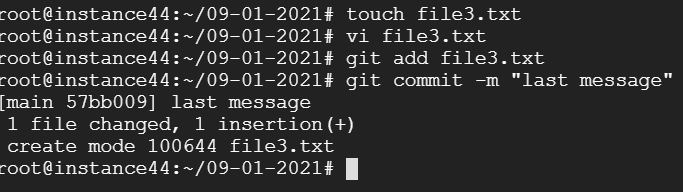 root@instance44:~/09-01-2021# touch file3.txt
root@instance44:~/09-01-2021# vi file3.txt
root@instance44:~/09-01-2021# git add file3.txt
root@instance44:~/09-01-2021# git commit -m "last message"
[main 57bb009] last message
1 file changed, 1 insertion(+)
create mode 100644 file3.txt
root@instance44:~/09-01-2021#